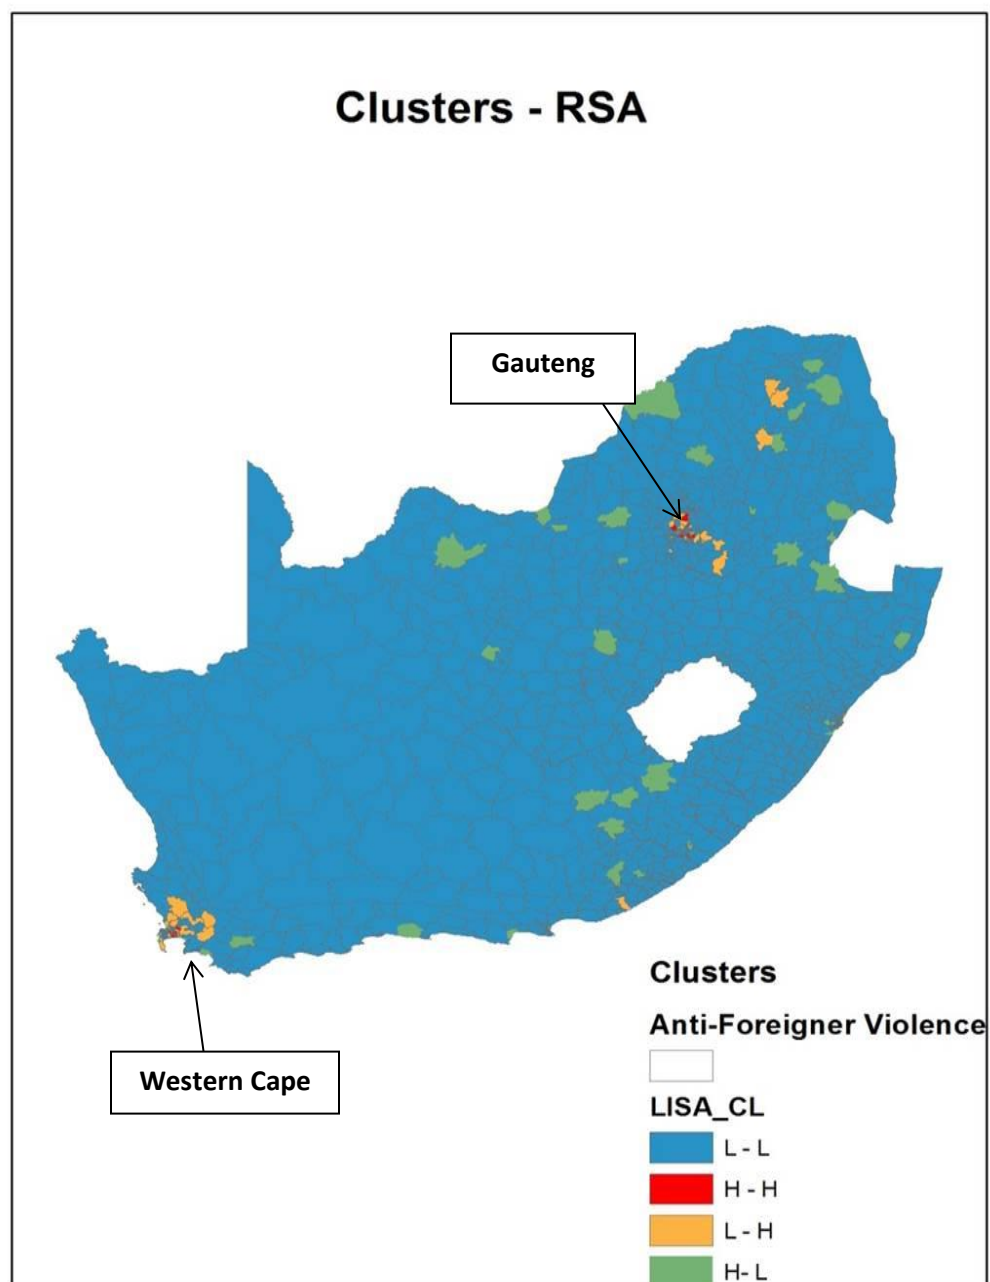 Clusters - RSA
Gauteng
Western Cape
Clusters
Anti-Foreigner Violence
LISA_CL
L - L
H - H
L - H
H- L